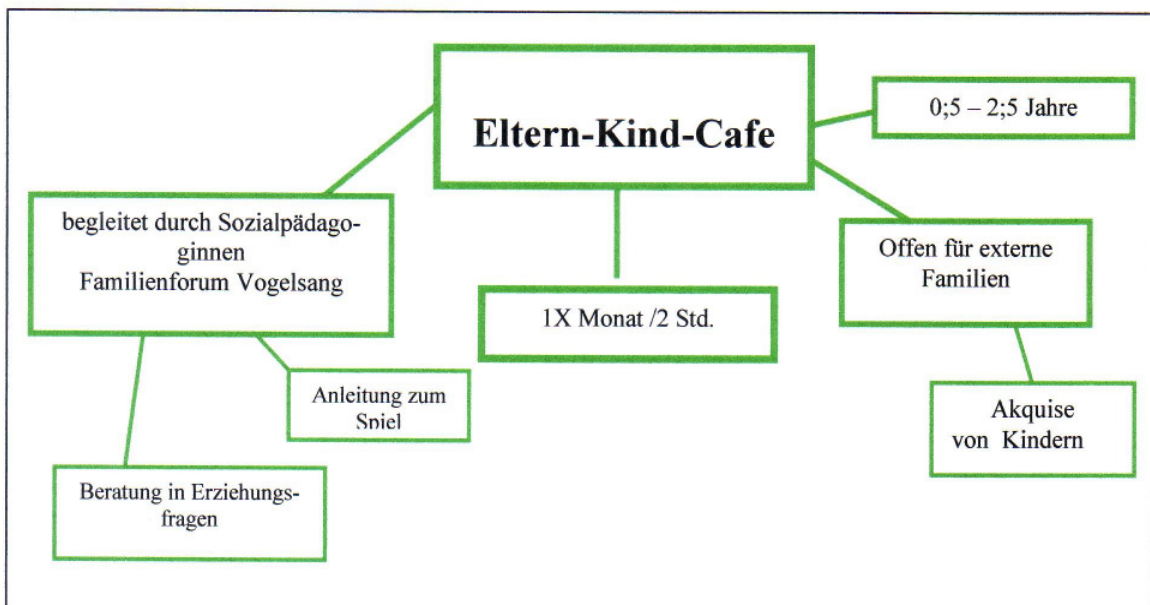 Eltern-Kind-Cafe
0;5 – 2;5 Jahre
begleitet durch Sozialpädago-
ginnen
Familienforum Vogelsang
Offen für externe
Familien
1X Monat /2 Std.
Anleitung zum
Spiel
Akquise
von Kindern
Beratung in Erziehungs-
fragen